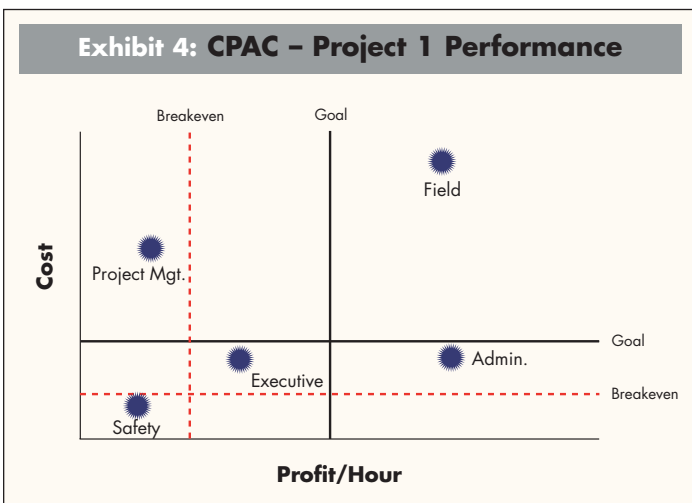 Exhibit 4: CPAC – Project 1 Performance
Breakeven
Goal
Field
Project Mgt.
Cost
Goal
Admin.
Executive
Breakeven
Safety
Profit/Hour